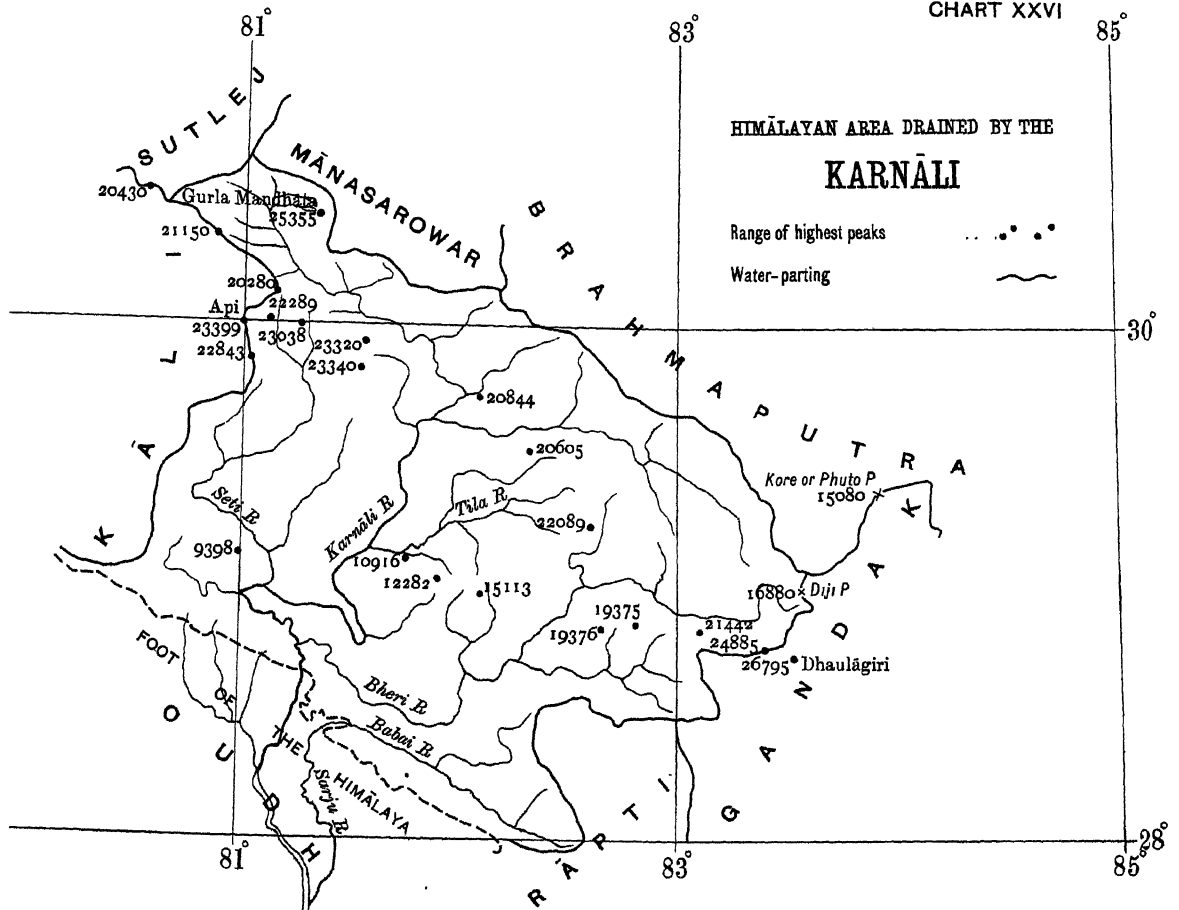 CHART XXVI
81°
83°
85°
HIMĀLAYAN AREA DRAINED BY THE
KARNĀLI
Range of highest peaks
Water-parting
SUTLEJ
MĀNASAROWAR
BRAHMAPUTRA
20430
Gurla Mandhāta
25355
21150
20280
Api
22289
23399
23038
22843
23320
23340
30°
20844
20605
KĀLI
Kore or Phuto P
15080
Seti R
Karnāli R
Tila R
22089
9398
10916
12282
15113
16880
Diji P
19375
19376
21442
24885
26795
Dhaulāgiri
GANDAK
FOOT
OF
THE
HIMĀLAYA
Bheri R
Babai R
Sarju R
OUDH
RĀPTI
28°
81°
83°
85°